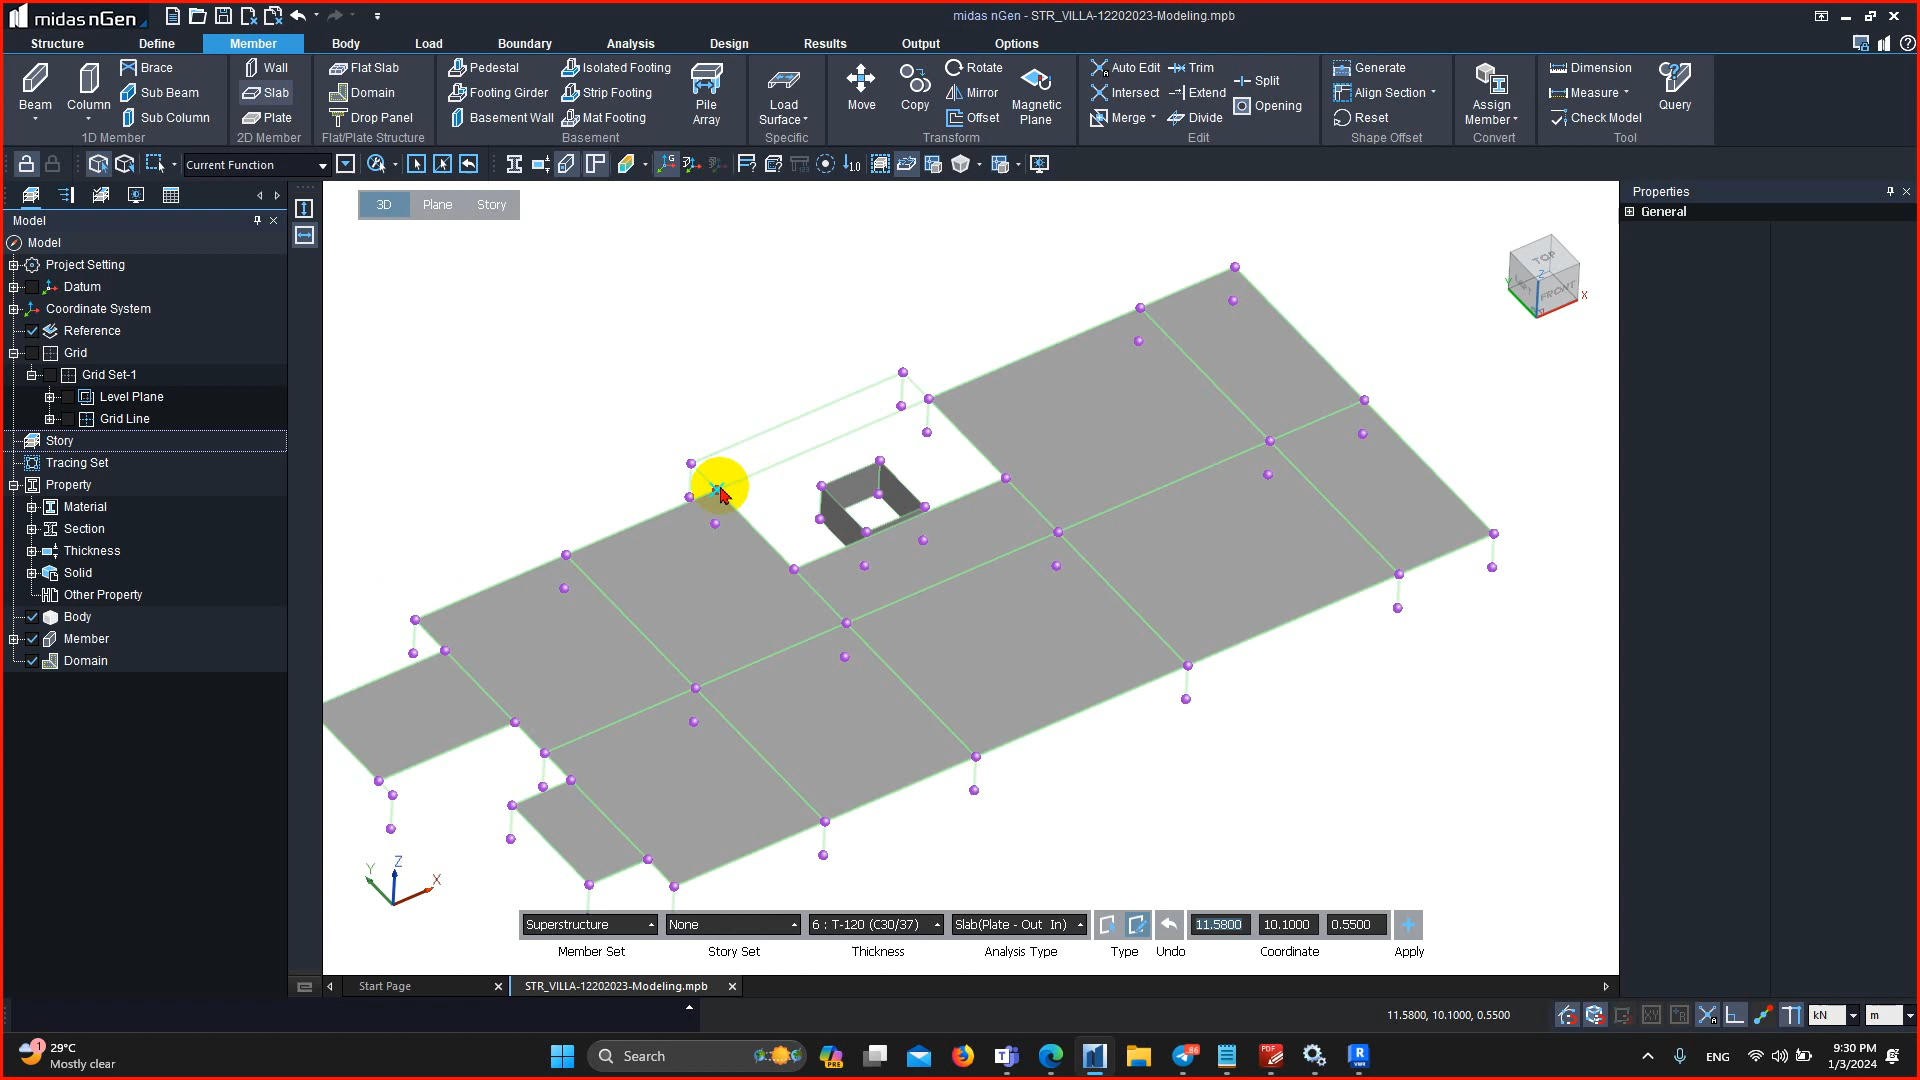 midas nGen
midas nGen - STR_VILLA-12202023-Modeling.mpb
Structure Define Member Body Load Boundary Analysis Design Results Output Options
Beam
Column
Brace
Sub Beam
Sub Column
1D Member
Wall
Slab
Plate
2D Member
Flat Slab
Domain
Drop Panel
Flat/Plate Structure
Pedestal
Footing Girder
Basement Wall
Isolated Footing
Strip Footing
Mat Footing
Pile
Array
Basement
Load
Surface
Specific
Move
Copy
Rotate
Mirror
Offset
Magnetic
Plane
Transform
Auto Edit
Intersect
Merge
Trim
Extend
Divide
Split
Opening
Edit
Generate
Align Section
Reset
Shape Offset
Assign
Member
Convert
Dimension
Measure
Check Model
Query
Tool
Current Function
1.0
Model
Model
Project Setting
Datum
Coordinate System
Reference
Grid
Grid Set-1
Level Plane
Grid Line
Story
Tracing Set
Property
Material
Section
Thickness
Solid
Other Property
Body
Member
Domain
3D Plane Story
TOP
FRONT
Z
X
Y
Z
X
Properties
General
Superstructure None 6 : T-120 (C30/37) Slab(Plate - Out In) 11.5800 10.1000 0.5500
Member Set Story Set Thickness Analysis Type Type Undo Coordinate Apply
Start Page STR_VILLA-12202023-Modeling.mpb
11.5800, 10.1000, 0.5500
kN m
1
29°C
Mostly clear
Search
PRE
86
PDF
R
ENG
9:30 PM
1/3/2024